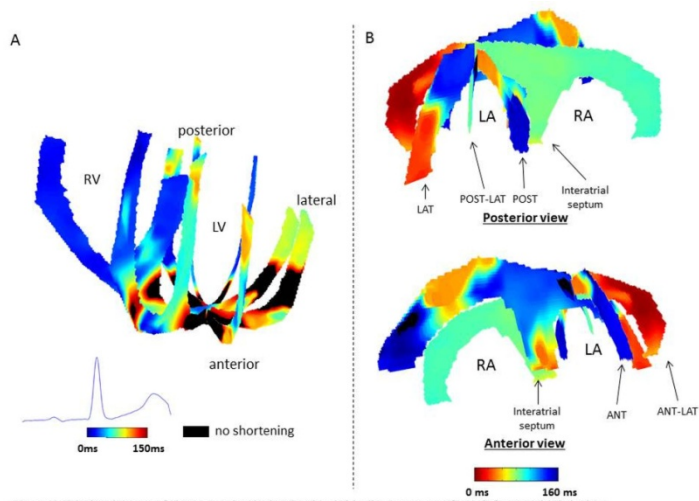 A
posterior
RV
lateral
LV
anterior
no shortening
0ms 150ms
B
LA
RA
LAT
POST-LAT
POST
Interatrial
septum
Posterior view
RA
LA
Interatrial
septum
ANT
ANT-LAT
Anterior view
0 ms 160 ms